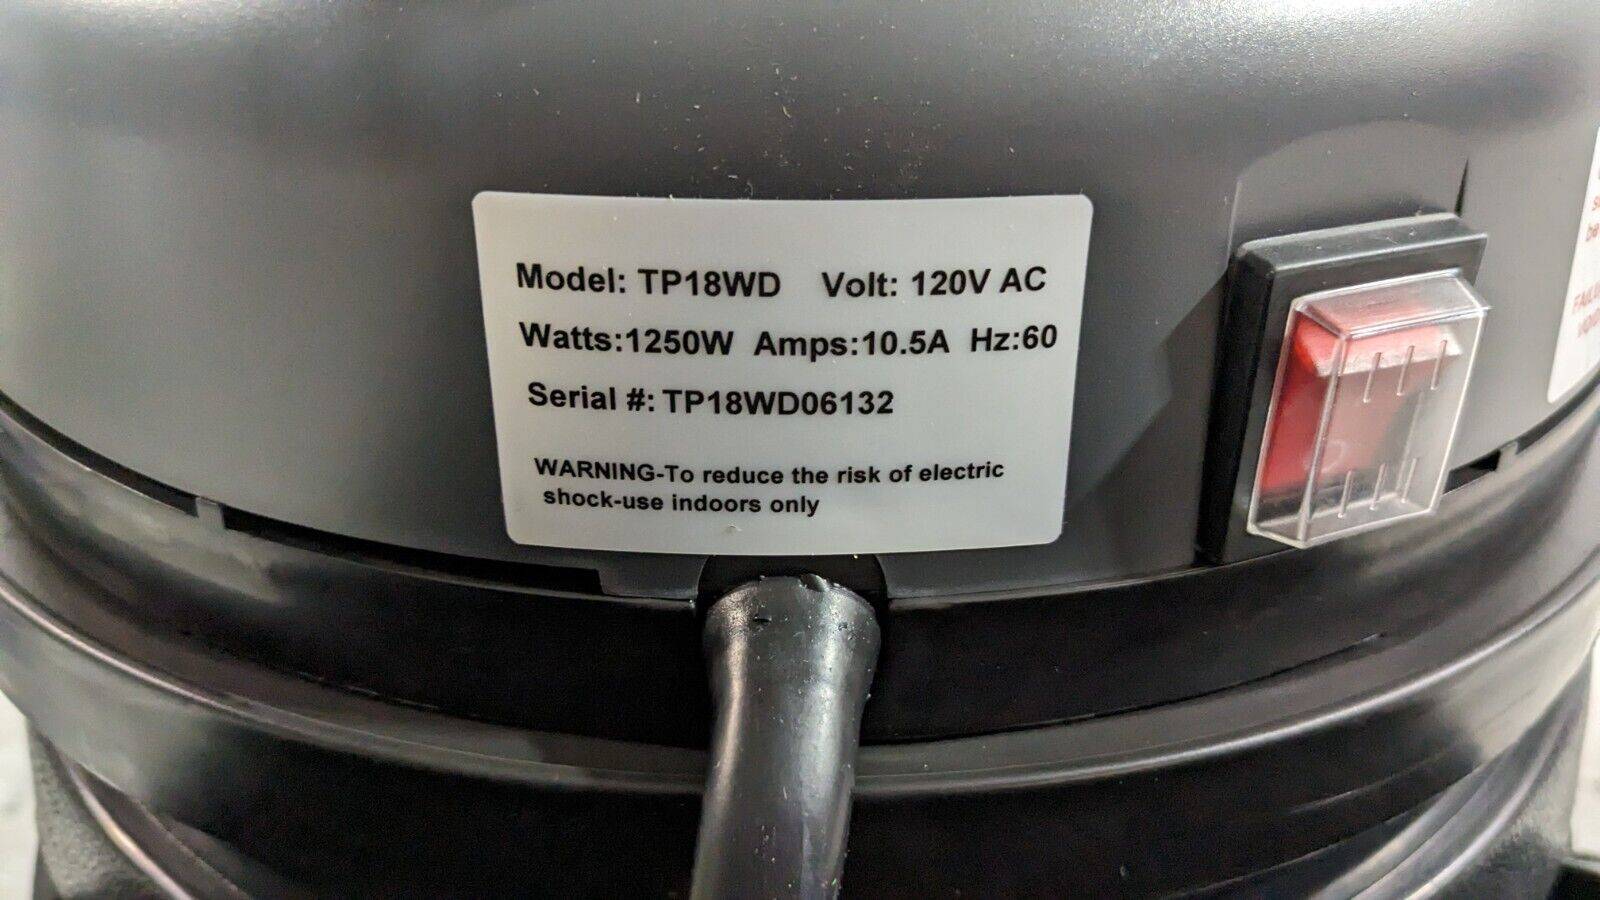 Model: TP18WD Volt: 120V AC
Watts:1250W Amps:10.5A Hz:60
Serial #: TP18WD06132
WARNING-To reduce the risk of electric
shock-use indoors only
be